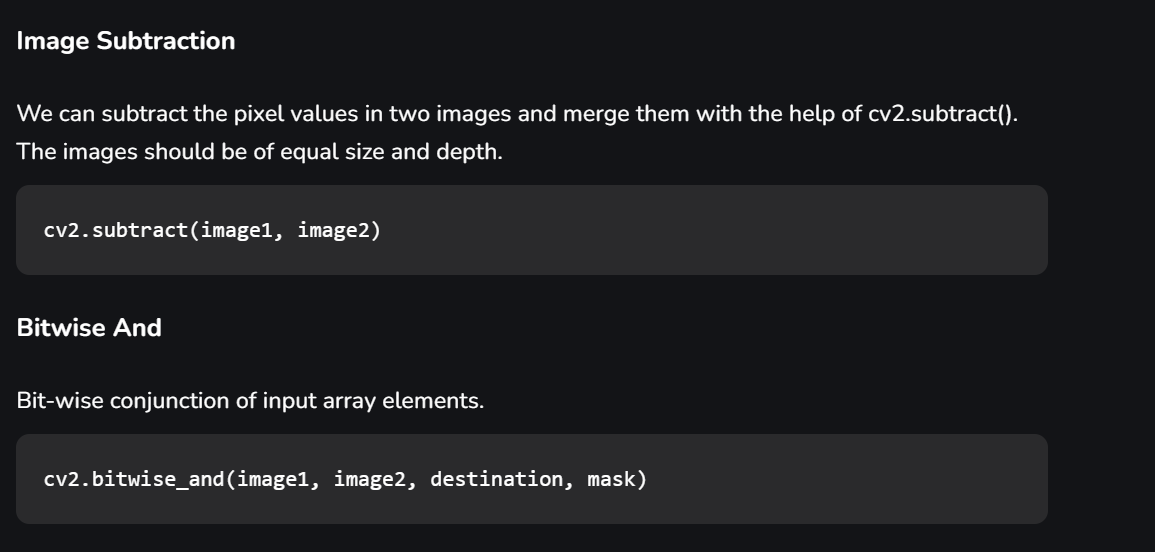 Image Subtraction
We can subtract the pixel values in two images and merge them with the help of cv2.subtract().
The images should be of equal size and depth.
cv2.subtract(image1, image2)
Bitwise And
Bit-wise conjunction of input array elements.
cv2.bitwise_and(image1, image2, destination, mask)